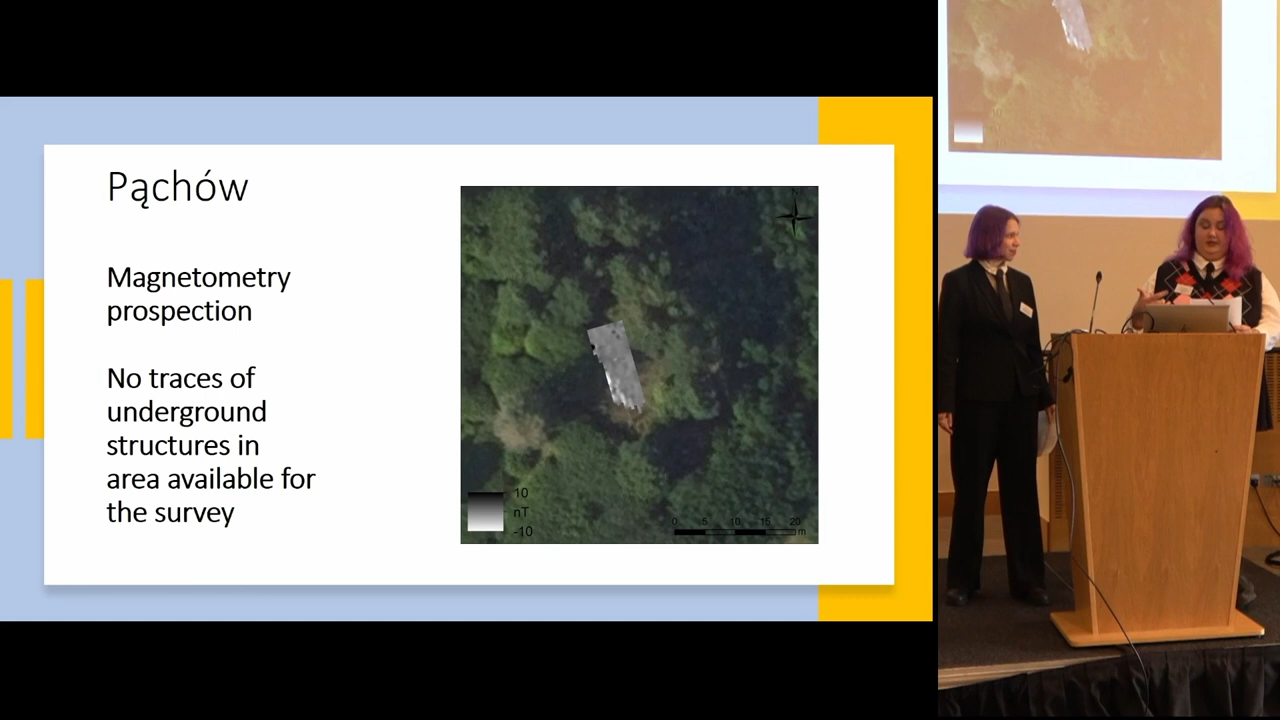 Pąchów
Magnetometry
prospection
No traces of
underground
structures in
area available for
the survey
N
10
nT
-10
0 5 10 15 20
m